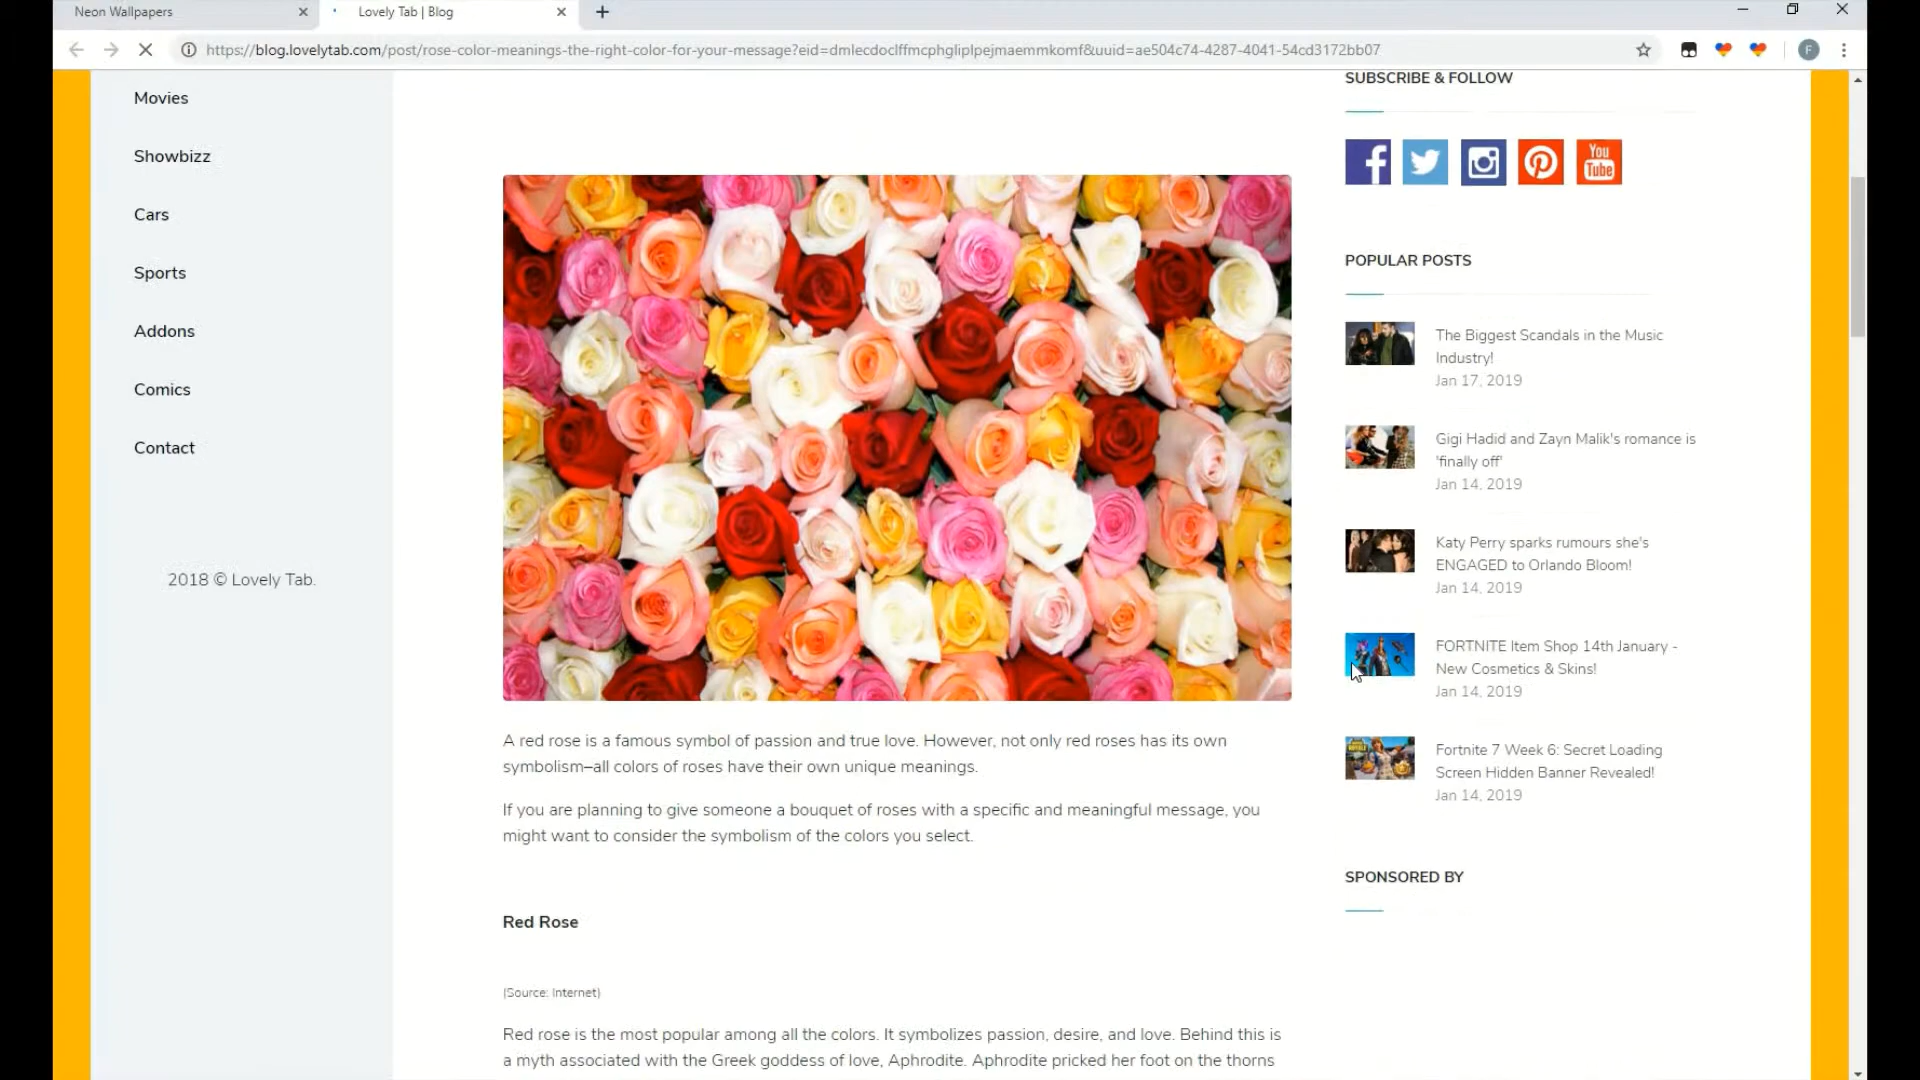 Neon Wallpapers
Lovely Tab | Blog
https://blog.lovelytab.com/post/rose-color-meanings-the-right-color-for-your-message?eid=dmlecdoclffmcphgliplpejmaemmkomf&uuid=ae504c74-4287-4041-54cd3172bb07
F
Movies
Showbizz
Cars
Sports
Addons
Comics
Contact
2018 © Lovely Tab.
A red rose is a famous symbol of passion and true love. However, not only red roses has its own
symbolism–all colors of roses have their own unique meanings.
If you are planning to give someone a bouquet of roses with a specific and meaningful message, you
might want to consider the symbolism of the colors you select.
Red Rose
(Source: Internet)
Red rose is the most popular among all the colors. It symbolizes passion, desire, and love. Behind this is
a myth associated with the Greek goddess of love, Aphrodite. Aphrodite pricked her foot on the thorns
SUBSCRIBE & FOLLOW
You
Tube
POPULAR POSTS
The Biggest Scandals in the Music
Industry!
Jan 17, 2019
Gigi Hadid and Zayn Malik's romance is
'finally off'
Jan 14, 2019
Katy Perry sparks rumours she's
ENGAGED to Orlando Bloom!
Jan 14, 2019
FORTNITE Item Shop 14th January -
New Cosmetics & Skins!
Jan 14, 2019
Fortnite 7 Week 6: Secret Loading
Screen Hidden Banner Revealed!
Jan 14, 2019
SPONSORED BY